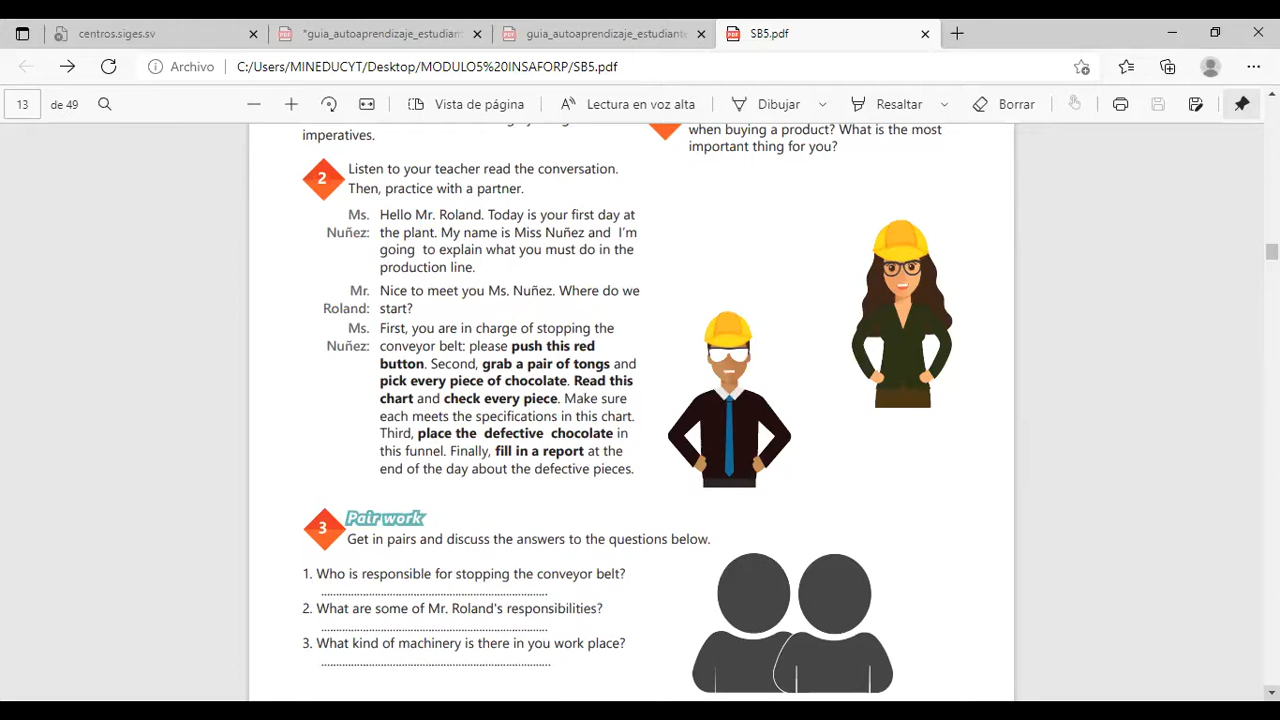 centros.siges.sv
*guia_autoaprendizaje_estudian
guia_autoaprendizaje_estudiante
SB5.pdf
Archivo
C:/Users/MINEDUCYT/Desktop/MODULO5%20INSAFORP/SB5.pdf
13
de 49
Vista de página
Lectura en voz alta
Dibujar
Resaltar
Borrar
imperatives.
when buying a product? What is the most
important thing for you?
2
Listen to your teacher read the conversation.
Then, practice with a partner.
Ms. Hello Mr. Roland. Today is your first day at
Nuñez: the plant. My name is Miss Nuñez and I'm
going to explain what you must do in the
production line.
Mr. Nice to meet you Ms. Nuñez. Where do we
Roland: start?
Ms. First, you are in charge of stopping the
Nuñez: conveyor belt: please push this red
button. Second, grab a pair of tongs and
pick every piece of chocolate. Read this
chart and check every piece. Make sure
each meets the specifications in this chart.
Third, place the defective chocolate in
this funnel. Finally, fill in a report at the
end of the day about the defective pieces.
3
Pair work
Get in pairs and discuss the answers to the questions below.
1. Who is responsible for stopping the conveyor belt?
2. What are some of Mr. Roland's responsibilities?
3. What kind of machinery is there in you work place?